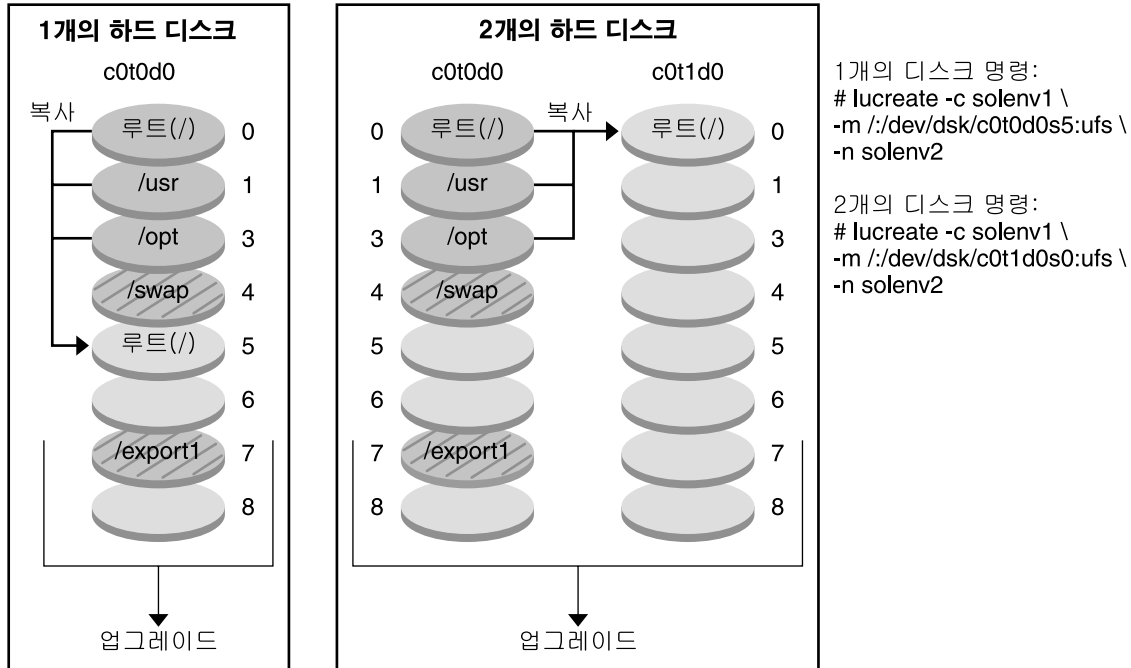 1개의 하드 디스크
c0t0d0
복사
루트(/) 0
/usr 1
/opt 3
/swap 4
루트(/) 5
6
/export1 7
8
업그레이드
2개의 하드 디스크
c0t0d0 c0t1d0
복사
0 루트(/) 루트(/) 0
1 /usr 1
3 /opt 3
4 /swap 4
5 5
6 6
7 /export1 7
8 8
업그레이드
1개의 디스크 명령:
# lucreate -c solenv1 \
-m /:/dev/dsk/c0t0d0s5:ufs \
-n solenv2
2개의 디스크 명령:
# lucreate -c solenv1 \
-m /:/dev/dsk/c0t1d0s0:ufs \
-n solenv2